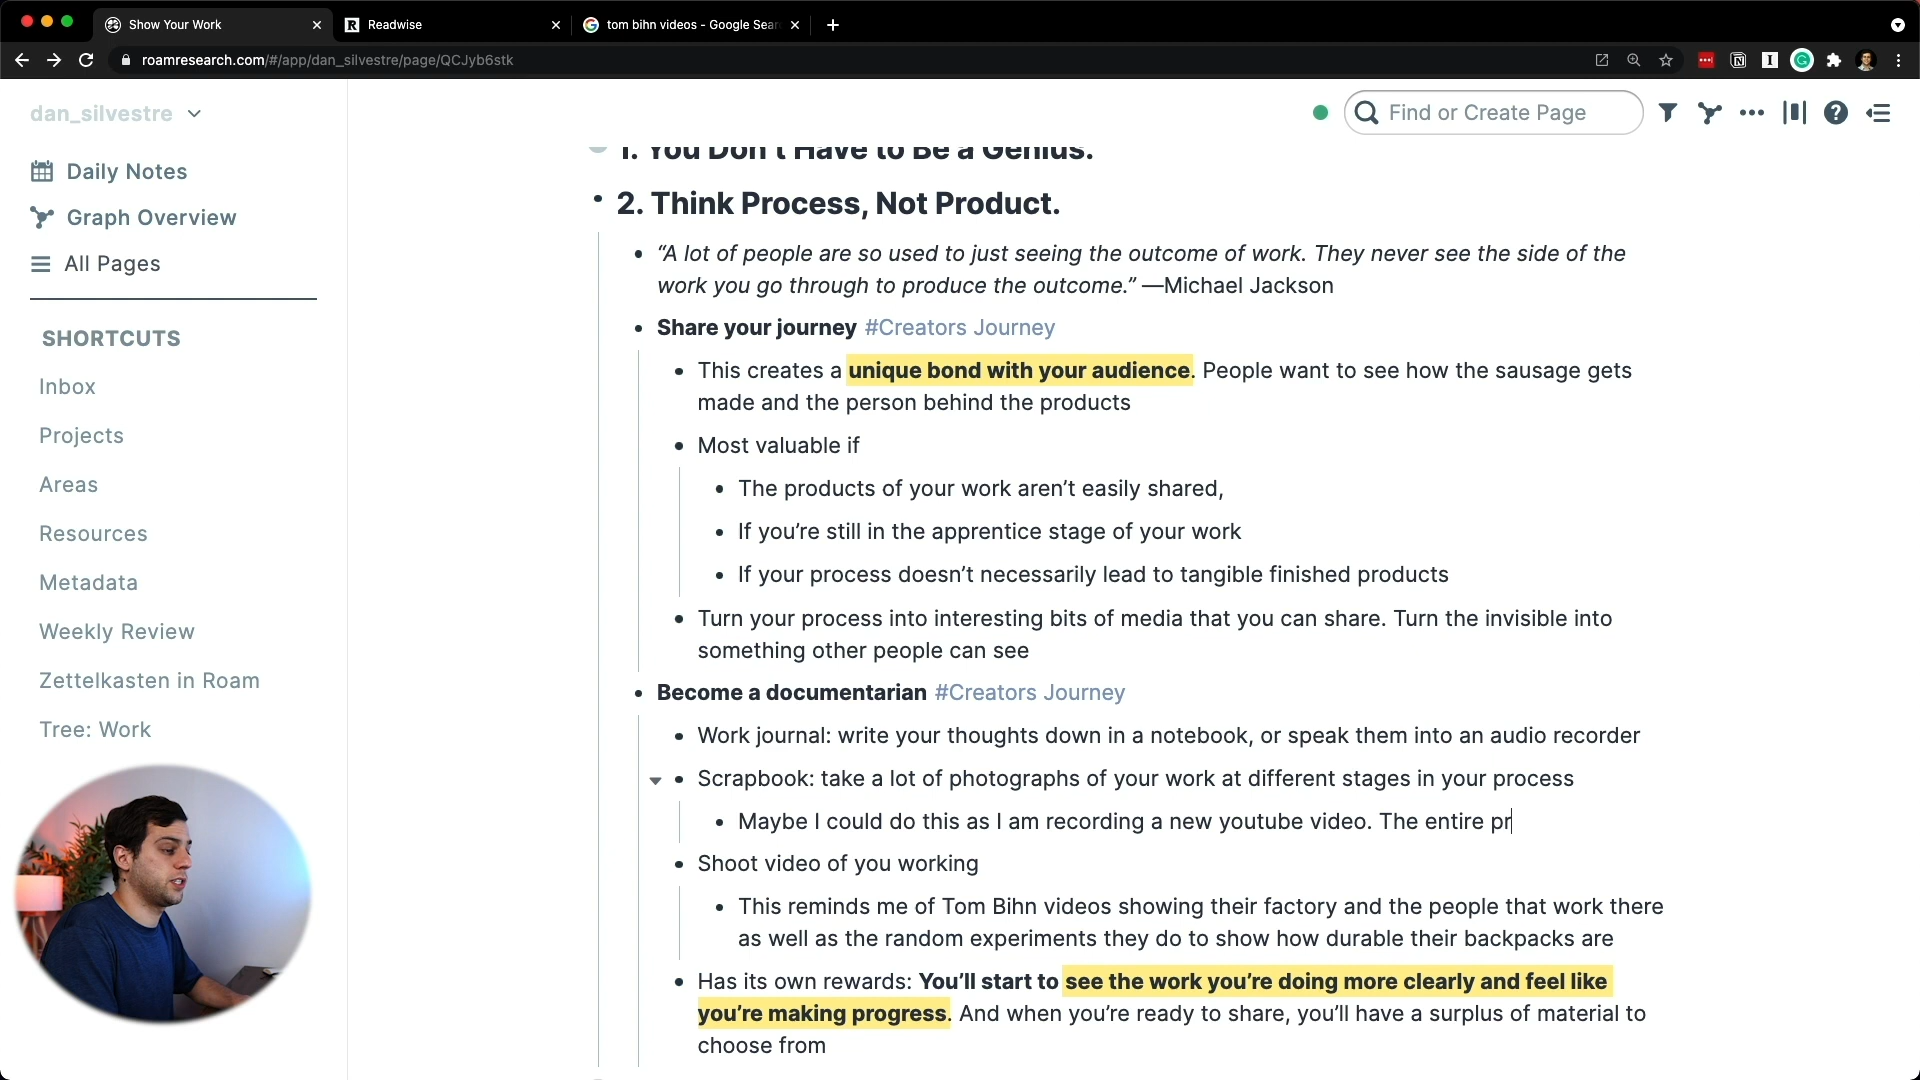 Show Your Work
Readwise
tom bihn videos - Google Sear
roamresearch.com/#/app/dan_silvestre/page/QCJyb6stk
dan_silvestre
Find or Create Page
Daily Notes
Graph Overview
All Pages
SHORTCUTS
Inbox
Projects
Areas
Resources
Metadata
Weekly Review
Zettelkasten in Roam
Tree: Work
1. You Don't Have to Be a Genius.
2. Think Process, Not Product.
“A lot of people are so used to just seeing the outcome of work. They never see the side of the
work you go through to produce the outcome.” —Michael Jackson
Share your journey #Creators Journey
This creates a unique bond with your audience. People want to see how the sausage gets
made and the person behind the products
Most valuable if
The products of your work aren’t easily shared,
If you’re still in the apprentice stage of your work
If your process doesn’t necessarily lead to tangible finished products
Turn your process into interesting bits of media that you can share. Turn the invisible into
something other people can see
Become a documentarian #Creators Journey
Work journal: write your thoughts down in a notebook, or speak them into an audio recorder
Scrapbook: take a lot of photographs of your work at different stages in your process
Maybe I could do this as I am recording a new youtube video. The entire pr
Shoot video of you working
This reminds me of Tom Bihn videos showing their factory and the people that work there
as well as the random experiments they do to show how durable their backpacks are
Has its own rewards: You’ll start to see the work you’re doing more clearly and feel like
you’re making progress. And when you’re ready to share, you’ll have a surplus of material to
choose from